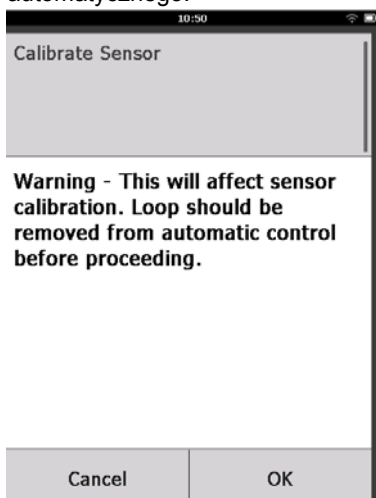 automatycznego.
10:50
Calibrate Sensor
Warning - This will affect sensor
calibration. Loop should be
removed from automatic control
before proceeding.
Cancel
OK